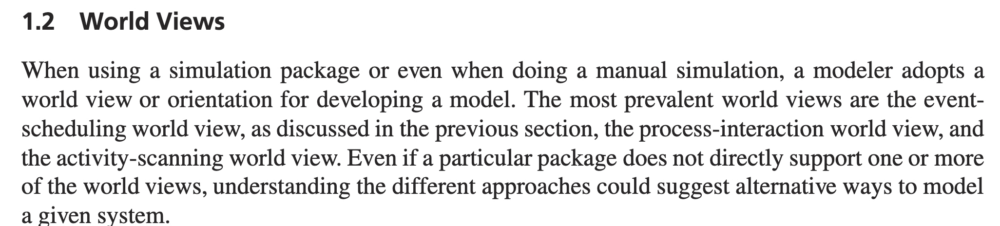 1.2 World Views
When using a simulation package or even when doing a manual simulation, a modeler adopts a
world view or orientation for developing a model. The most prevalent world views are the event-
scheduling world view, as discussed in the previous section, the process-interaction world view, and
the activity-scanning world view. Even if a particular package does not directly support one or more
of the world views, understanding the different approaches could suggest alternative ways to model
a given system.